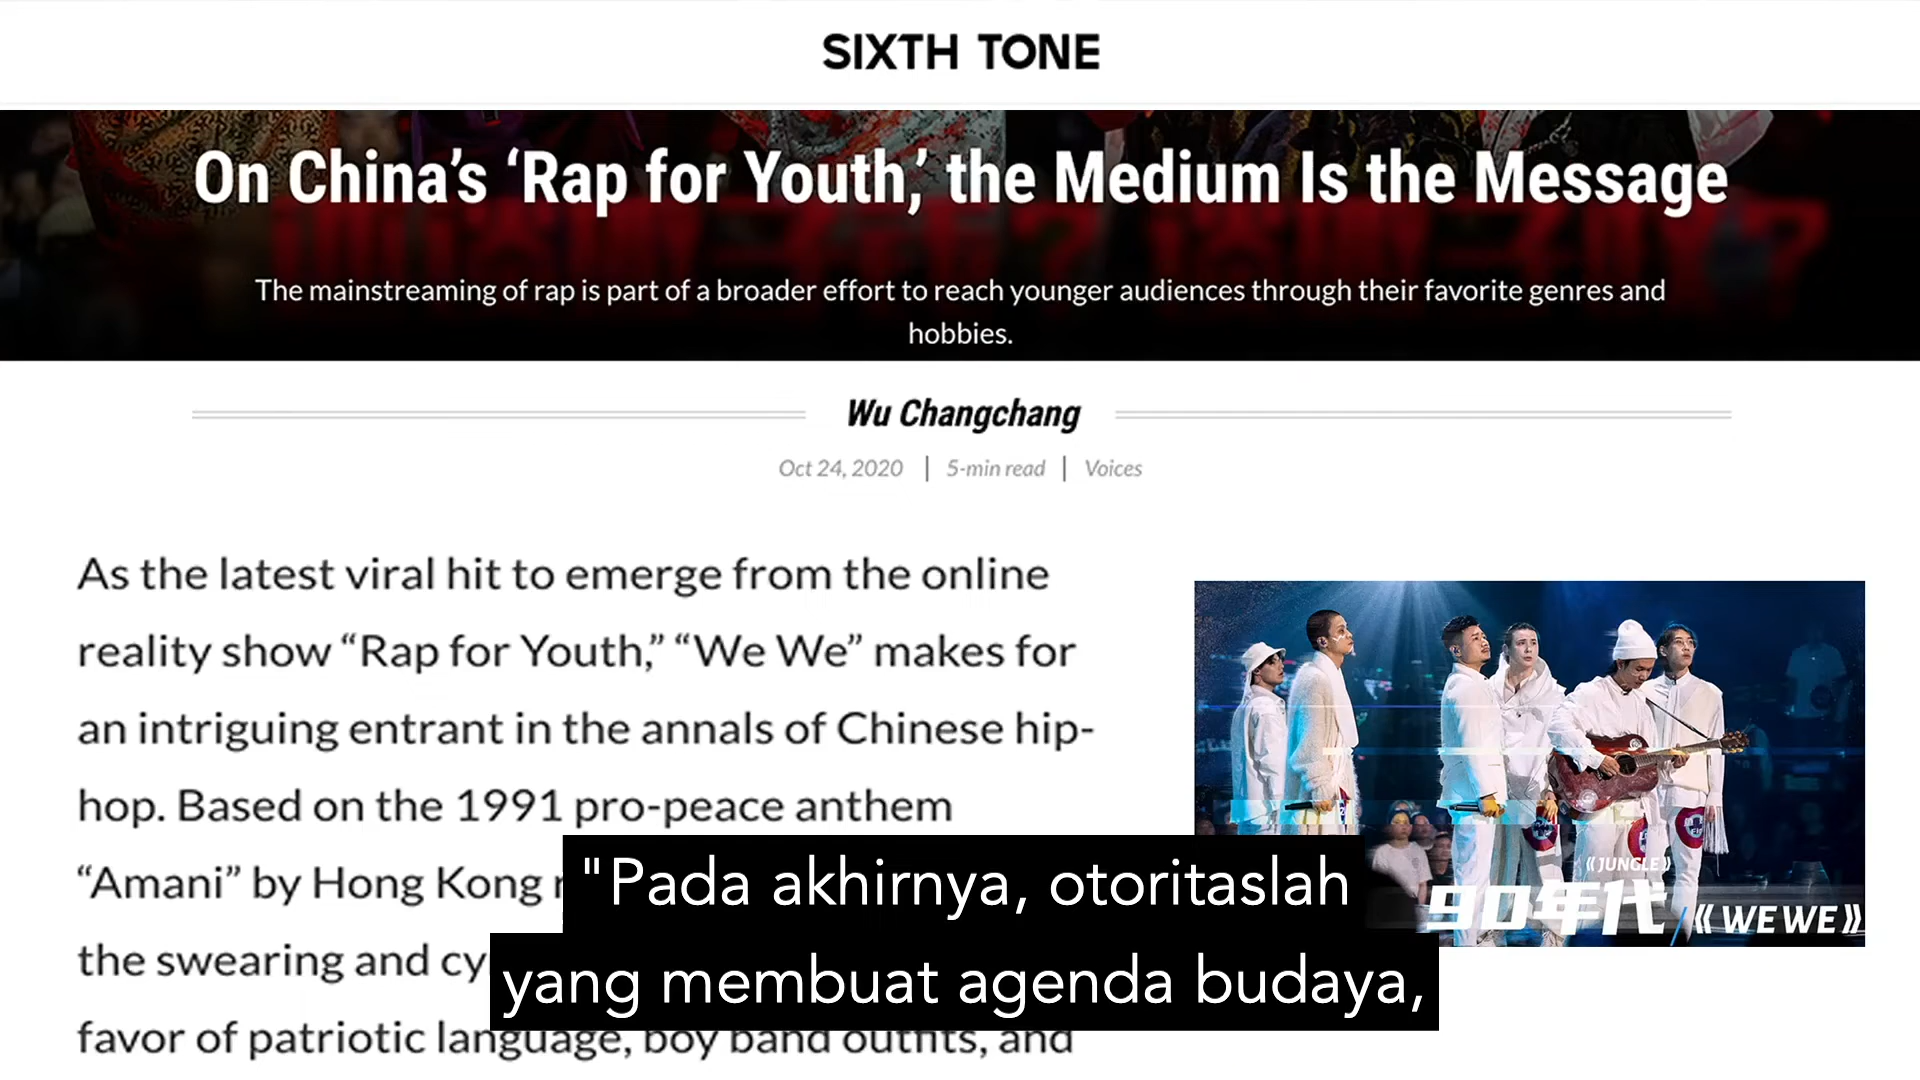 SIXTH TONE
On China’s ‘Rap for Youth,’ the Medium Is the Message
The mainstreaming of rap is part of a broader effort to reach younger audiences through their favorite genres and
hobbies.
Wu Changchang
Oct 24, 2020 | 5-min read | Voices
As the latest viral hit to emerge from the online
reality show “Rap for Youth,” “We We” makes for
an intriguing entrant in the annals of Chinese hip-
hop. Based on the 1991 pro-peace anthem
“Amani” by Hong Kong
the swearing and
favor of patriotic language, boy band outfits, and
《JUNGLE》
90年代 /《WE WE》
"Pada akhirnya, otoritaslah
yang membuat agenda budaya,